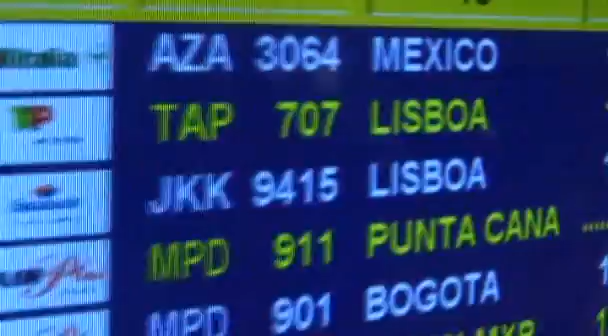 AZA 3064 MEXICO
TAP 707 LISBOA
JKK 9415 LISBOA
MPD 911 PUNTA CANA
MPD 901 BOGOTA